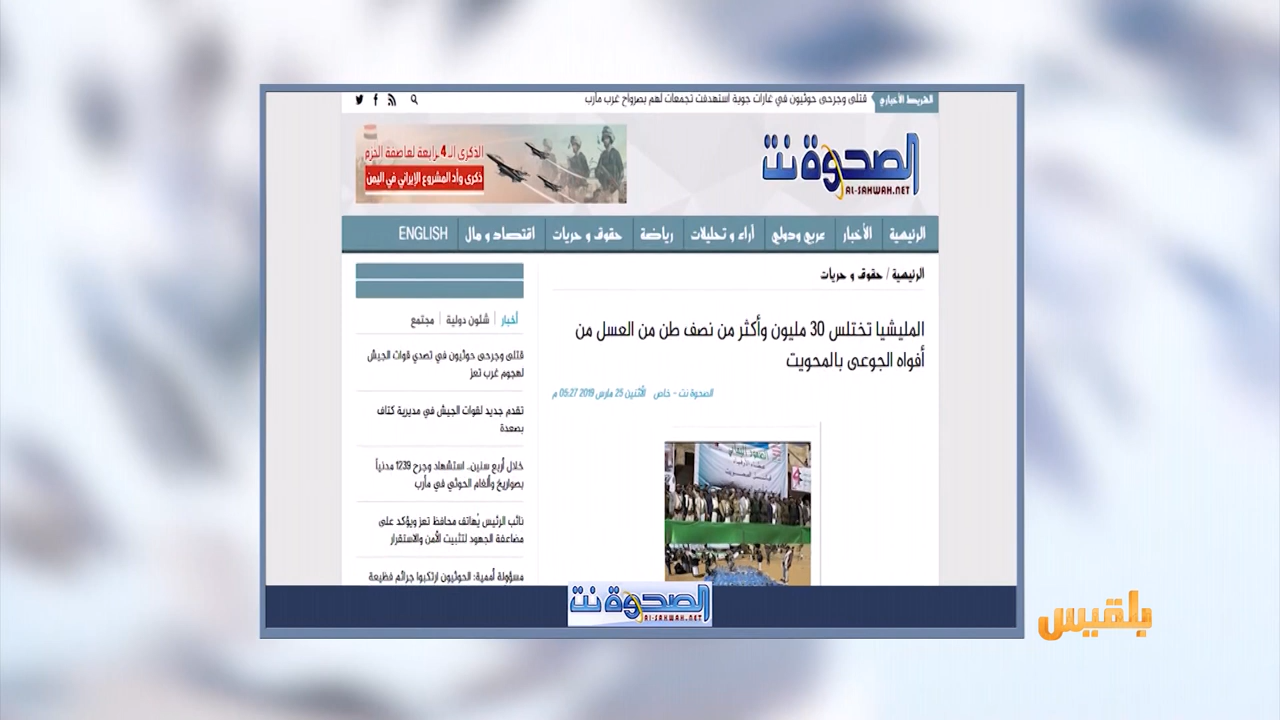 الشريط الأخباري
قتلى وجرحى حوثيون في غارات جوية استهدفت تجمعات لهم بصرواح غرب مأرب
الصحوة نت
AL-SAHWAH.NET
الذكرى الـ 4 رابعة لعاصفة الحزم
ذكرى وأد المشروع الإيراني في اليمن
الرئيسية
الأخبار
عربي ودولي
آراء و تحليلات
رياضة
حقوق و حريات
اقتصاد و مال
ENGLISH
الرئيسية / حقوق و حريات
المليشيا تختلس 30 مليون وأكثر من نصف طن من العسل من
أفواه الجوعى بالمحويت
الصحوة نت - خاص الأثنين 25 مارس 2019 05:27 م
أخبار
شئون دولية
مجتمع
قتلى وجرحى حوثيون في تصدي قوات الجيش
لهجوم غرب تعز
تقدم جديد لقوات الجيش في مديرية كتاف
بصعدة
خلال أربع سنين.. استشهاد وجرح 1239 مدنياً
بصواريخ وألغام الحوثي في مأرب
نائب الرئيس يُهاتف محافظ تعز ويؤكد على
مضاعفة الجهود لتثبيت الأمن والاستقرار
مسؤولة أممية: الحوثيون ارتكبوا جرائم فظيعة
الصحوة نت
AL-SAHWAH.NET
بلقيس